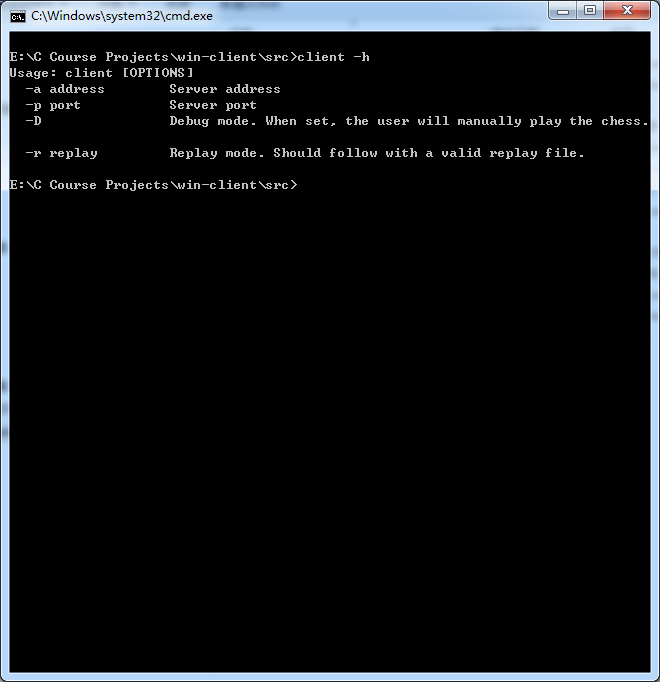 C:\Windows\system32\cmd.exe
E:\C Course Projects\win-client\src>client -h
Usage: client [OPTIONS]
-a address Server address
-p port Server port
-D Debug mode. When set, the user will manually play the chess.
-r replay Replay mode. Should follow with a valid replay file.
E:\C Course Projects\win-client\src>